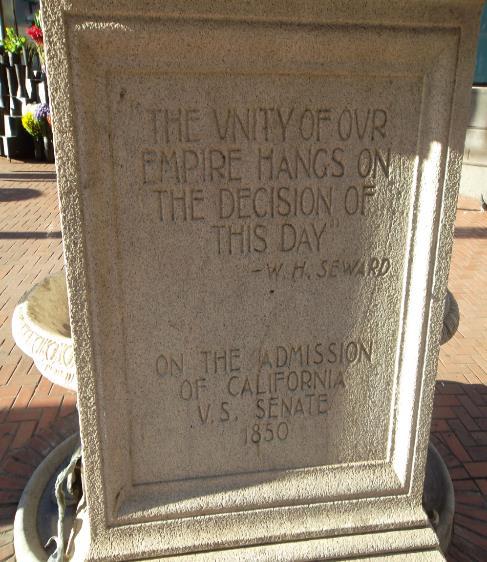 THE VNITY OF OVR
EMPIRE HANGS ON
THE DECISION OF
THIS DAY
-W. H. SEWARD
ON THE ADMISSION
OF CALIFORNIA
V.S. SENATE
1850